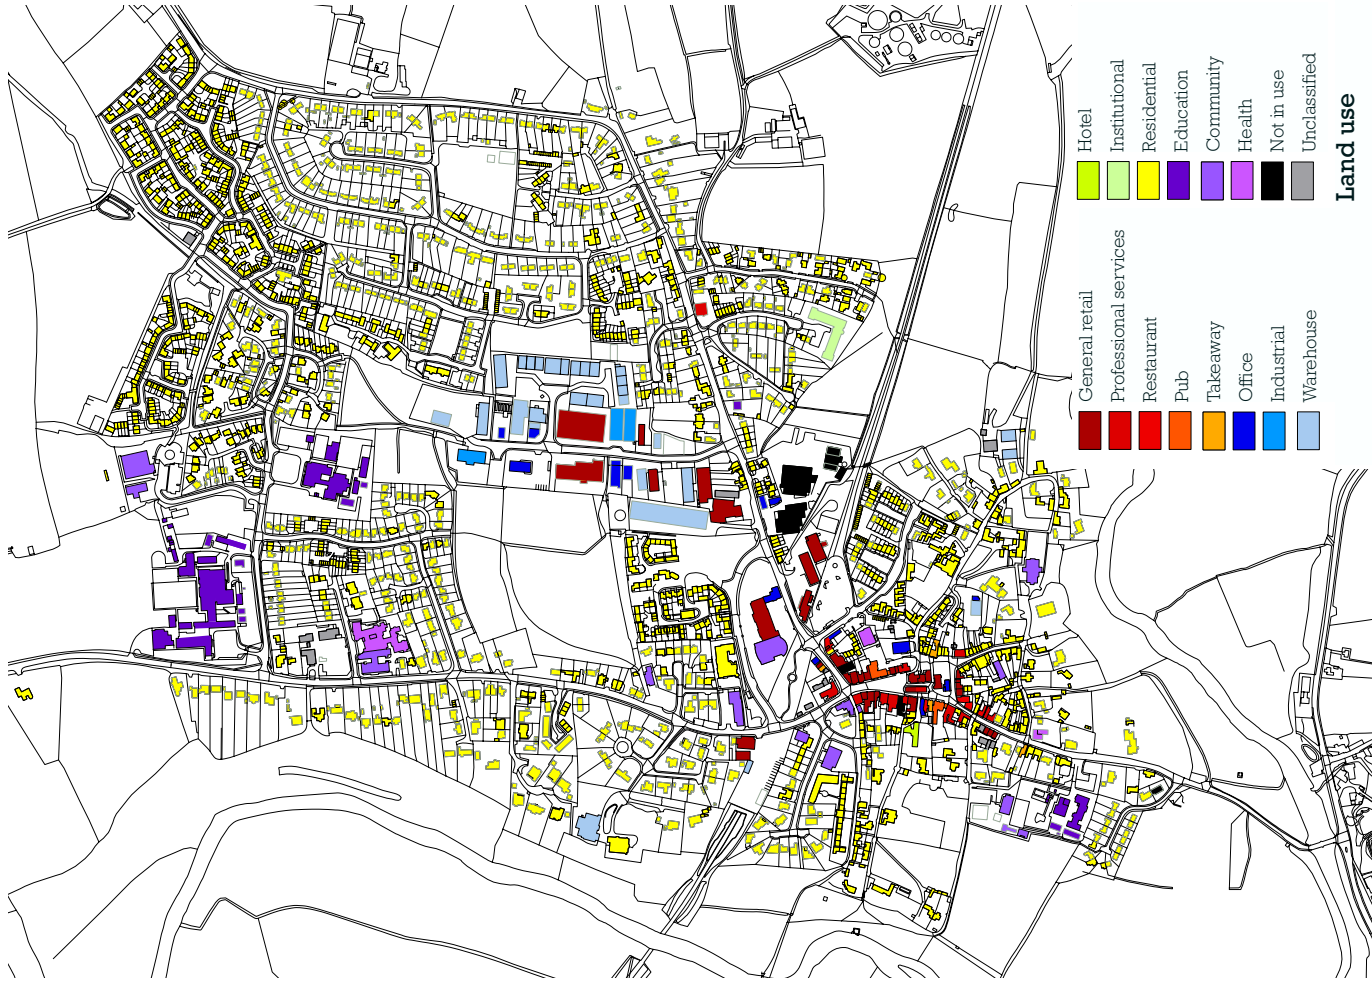 Land use
General retail
Professional services
Restaurant
Pub
Takeaway
Office
Industrial
Warehouse
Hotel
Institutional
Residential
Education
Community
Health
Not in use
Unclassified